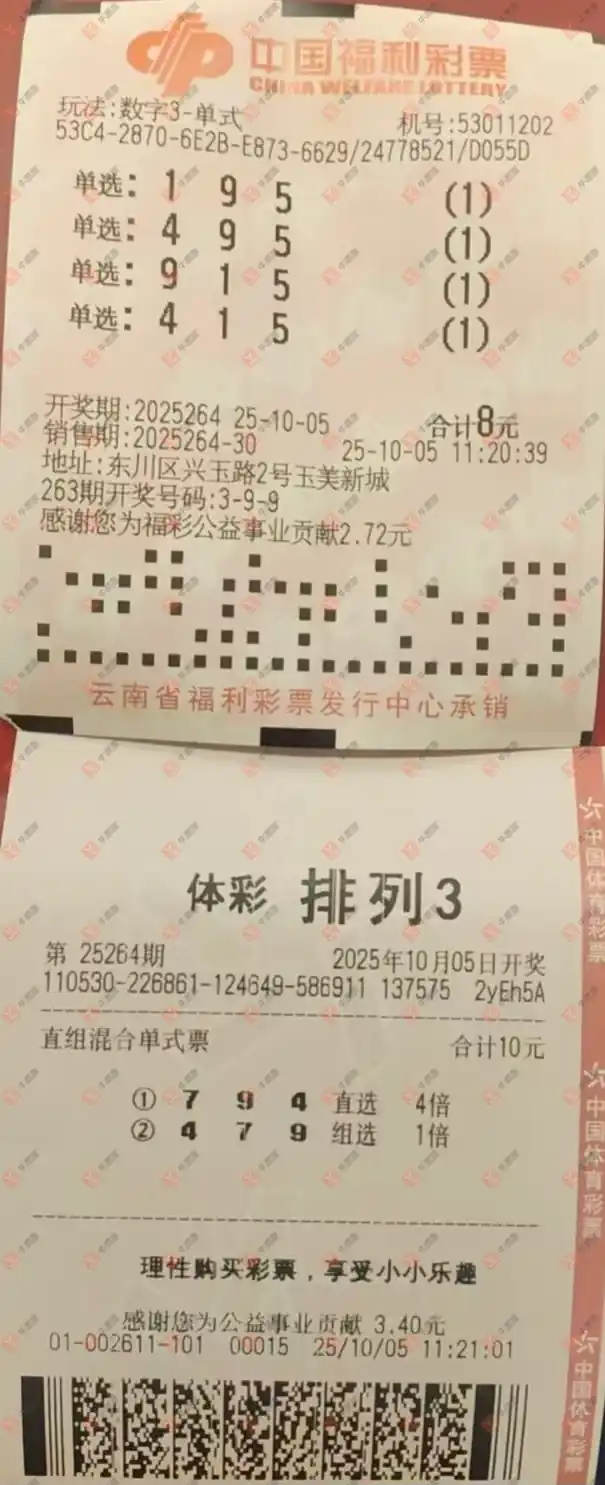 中国福利彩票
CHINA WELFARE LOTTERY
玩法:数字3-单式
机号:53011202
53C4-2870-6E2B-E873-6629/24778521/D055D
单选: 1 9 5 (1)
单选: 4 9 5 (1)
单选: 9 1 5 (1)
单选: 4 1 5 (1)
开奖期:2025264 25-10-05 合计8元
销售期:2025264-30 25-10-05 11:20:39
地址:东川区兴玉路2号玉美新城
263期开奖号码:3-9-9
感谢您为福彩公益事业贡献2.72元
云南省福利彩票发行中心承销
体彩 排列3
第 25264期 2025年10月05日开奖
110530-226861-124649-586911 137575 2yEh5A
直组混合单式票 合计10元
① 7 9 4 直选 4倍
② 4 7 9 组选 1倍
理性购买彩票，享受小小乐趣
感谢您为公益事业贡献 3.40元
01-002611-101 00015 25/10/05 11:21:01
中国体育彩票
中国体育彩票
中国体育彩票